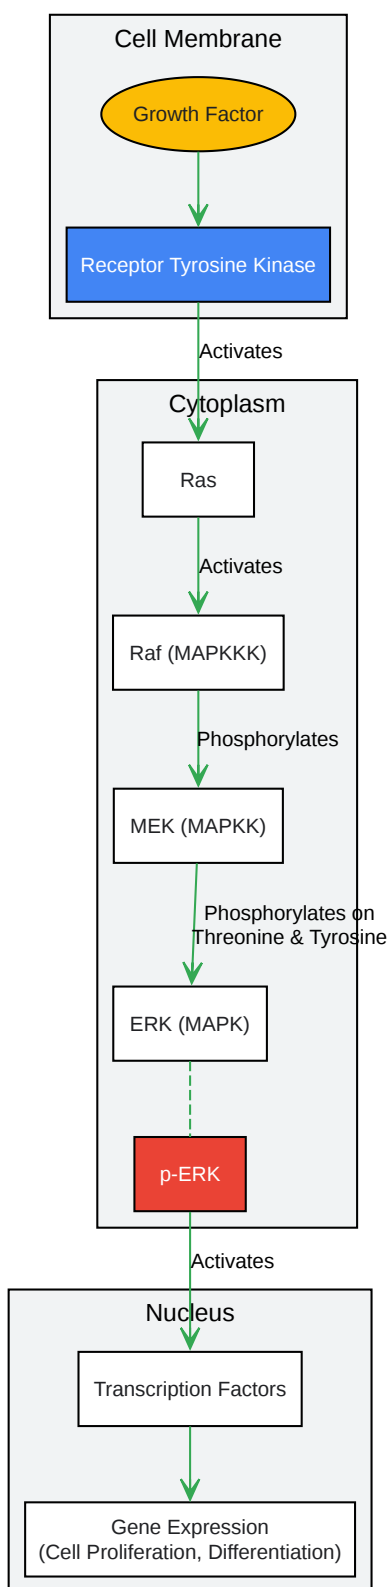 Cell Membrane
Growth Factor
Receptor Tyrosine Kinase
Activates
Cytoplasm
Ras
Activates
Raf (MAPKKK)
Phosphorylates
MEK (MAPKK)
Phosphorylates on
Threonine & Tyrosine
ERK (MAPK)
p-ERK
Activates
Nucleus
Transcription Factors
Gene Expression
(Cell Proliferation, Differentiation)